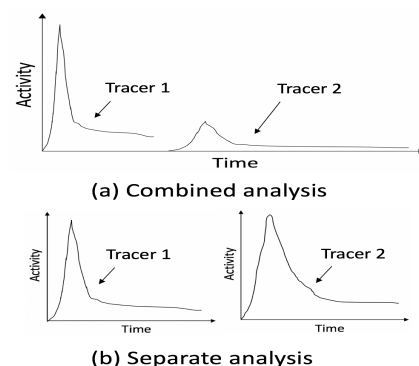 Activity
Tracer 1
Tracer 2
Time
(a) Combined analysis
Activity
Tracer 1
Time
Activity
Tracer 2
Time
(b) Separate analysis